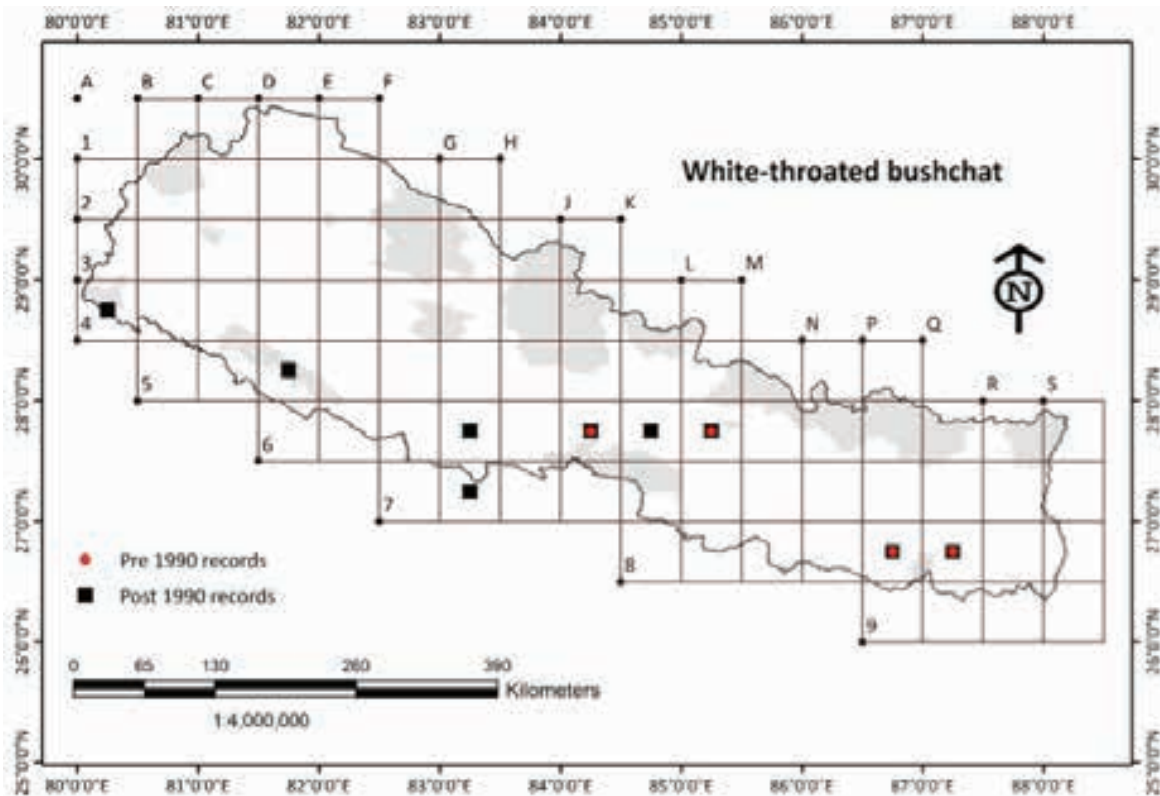 80°0'0"E 81°0'0"E 82°0'0"E 83°0'0"E 84°0'0"E 85°0'0"E 86°0'0"E 87°0'0"E 88°0'0"E
A B C D E F
1 G H
30°0'0"N 30°0'0"N
White-throated bushchat
2 J K
3 L M
29°0'0"N 29°0'0"N
N
4 N P Q
5 R S
28°0'0"N 28°0'0"N
6
7
27°0'0"N 27°0'0"N
Pre 1990 records
8
Post 1990 records
9
26°0'0"N 26°0'0"N
0 65 130 260 390
Kilometers
1:4,000,000
25°0'0"N 25°0'0"N
80°0'0"E 81°0'0"E 82°0'0"E 83°0'0"E 84°0'0"E 85°0'0"E 86°0'0"E 87°0'0"E 88°0'0"E